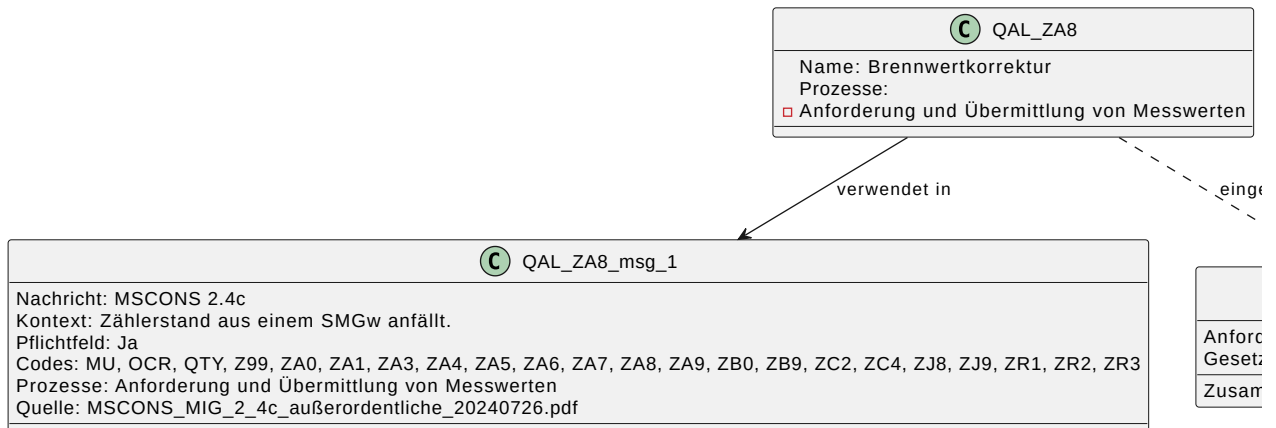 C QAL_ZA8
Name: Brennwertkorrektur
Prozesse:
Anforderung und Übermittlung von Messwerten
verwendet in
C QAL_ZA8_msg_1
Nachricht: MSCONS 2.4c
Kontext: Zählerstand aus einem SMGw anfällt.
Pflichtfeld: Ja
Codes: MU, OCR, QTY, Z99, ZA0, ZA1, ZA3, ZA4, ZA5, ZA6, ZA7, ZA8, ZA9, ZB0, ZB9, ZC2, ZC4, ZJ8, ZJ9, ZR1, ZR2, ZR3
Prozesse: Anforderung und Übermittlung von Messwerten
Quelle: MSCONS_MIG_2_4c_außerordentliche_20240726.pdf